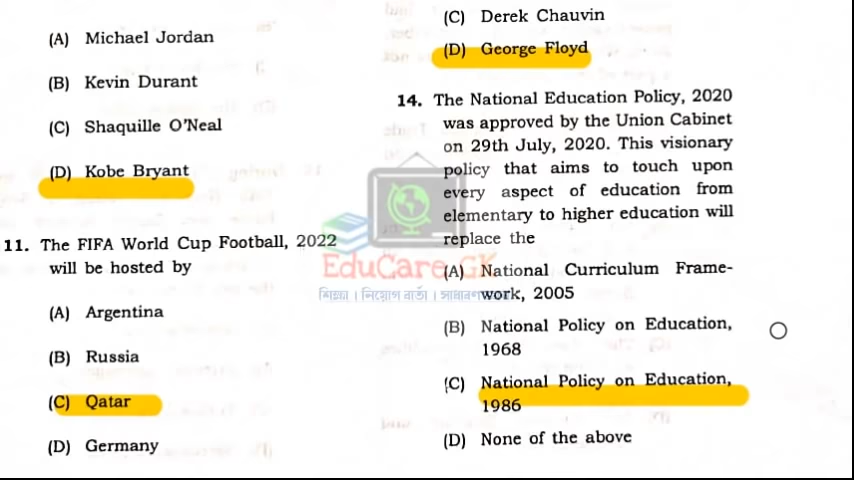 (A) Michael Jordan
(B) Kevin Durant
(C) Shaquille O'Neal
(D) Kobe Bryant
11. The FIFA World Cup Football, 2022
will be hosted by
(A) Argentina
(B) Russia
(C) Qatar
(D) Germany
(C) Derek Chauvin
(D) George Floyd
14. The National Education Policy, 2020
was approved by the Union Cabinet
on 29th July, 2020. This visionary
policy that aims to touch upon
every aspect of education from
elementary to higher education will
replace the
(A) National Curriculum Frame-
work, 2005
(B) National Policy on Education,
1968
(C) National Policy on Education,
1986
(D) None of the above
EduCare GK
শিক্ষা | নিয়োগ বার্তা |